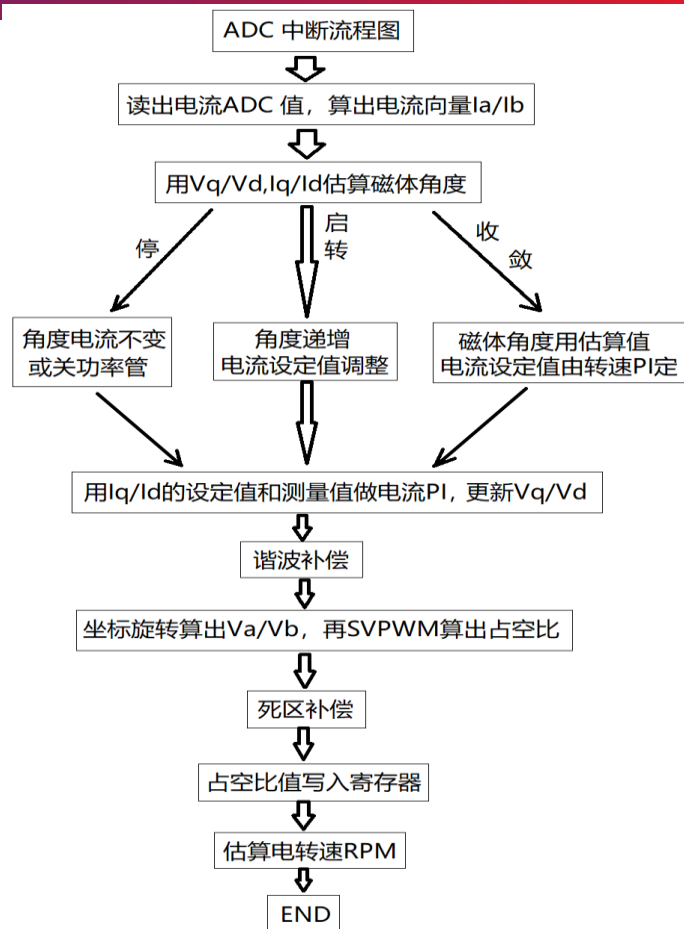 ADC 中断流程图
读出电流ADC 值，算出电流向量Ia/Ib
用Vq/Vd,Iq/Id估算磁体角度
停
启
转
收
敛
角度电流不变
或关功率管
角度递增
电流设定值调整
磁体角度用估算值
电流设定值由转速PI定
用Iq/Id的设定值和测量值做电流PI，更新Vq/Vd
谐波补偿
坐标旋转算出Va/Vb，再SVPWM算出占空比
死区补偿
占空比值写入寄存器
估算电转速RPM
END